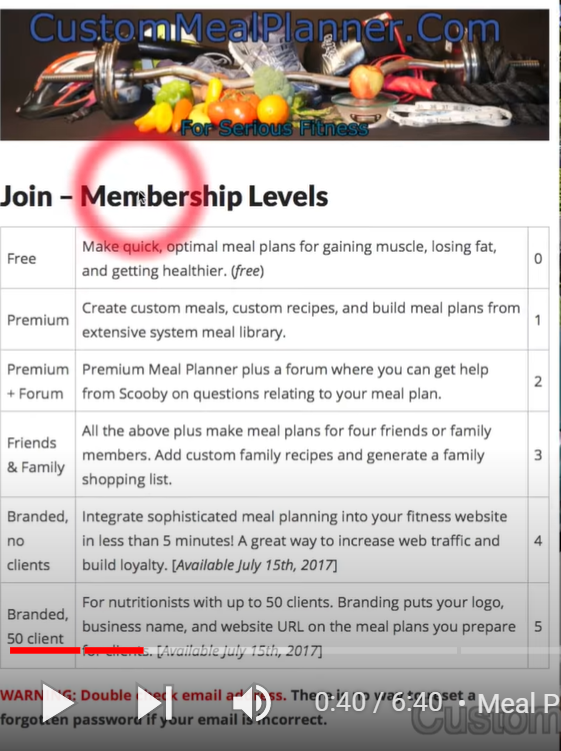 CustomMealPlanner.Com
For Serious Fitness
Join – Membership Levels
Free
Make quick, optimal meal plans for gaining muscle, losing fat,
and getting healthier. (free)
0
Premium
Create custom meals, custom recipes, and build meal plans from
extensive system meal library.
1
Premium
+ Forum
Premium Meal Planner plus a forum where you can get help
from Scooby on questions relating to your meal plan.
2
Friends
& Family
All the above plus make meal plans for four friends or family
members. Add custom family recipes and generate a family
shopping list.
3
Branded,
no
clients
Integrate sophisticated meal planning into your fitness website
in less than 5 minutes! A great way to increase web traffic and
build loyalty. [Available July 15th, 2017]
4
Branded,
50 client
For nutritionists with up to 50 clients. Branding puts your logo,
business name, and website URL on the meal plans you prepare
for clients. [Available July 15th, 2017]
5
WARNING: Double check email address. There is no way to reset a
forgotten password if your email is incorrect.
0:40 / 6:40 • Meal P
Custom